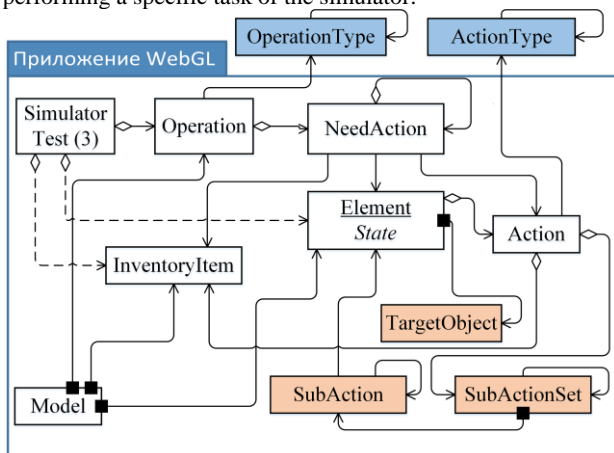 performing a specific task of the simulator.
OperationType
ActionType
Приложение WebGL
Simulator
Test (3)
Operation
NeedAction
Element
State
Action
InventoryItem
TargetObject
Model
SubAction
SubActionSet